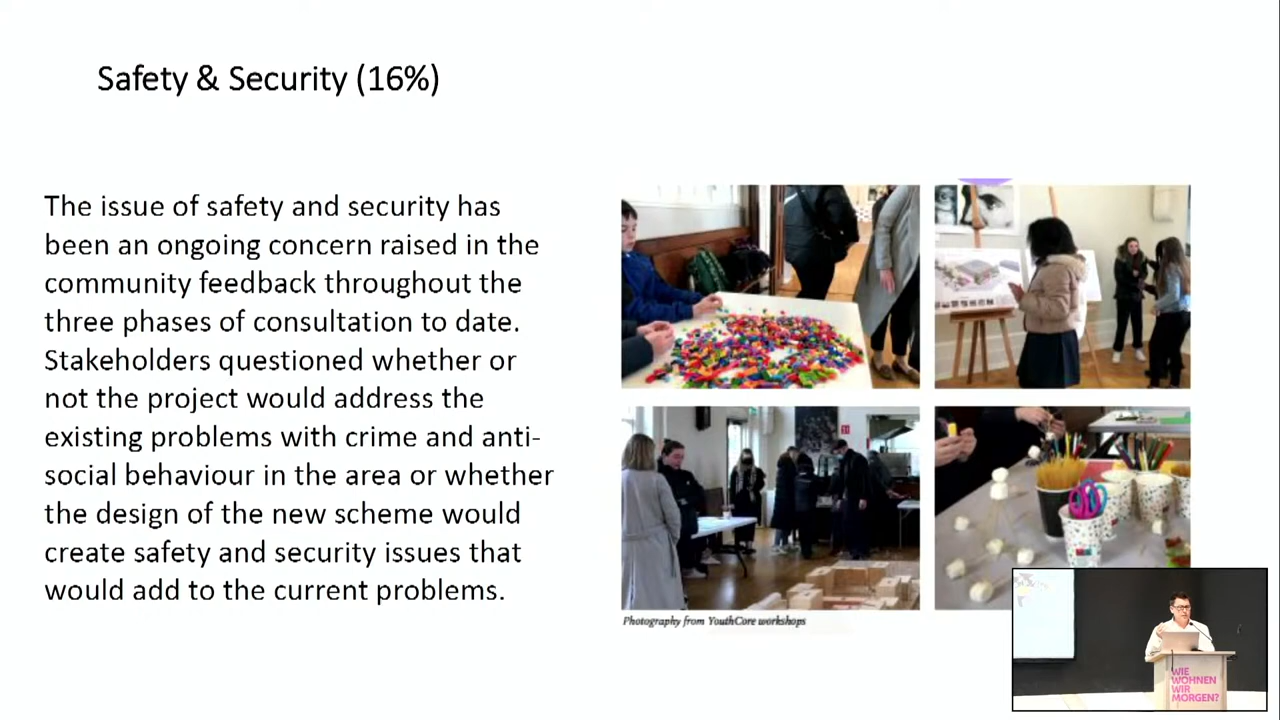 Safety & Security (16%)
The issue of safety and security has
been an ongoing concern raised in the
community feedback throughout the
three phases of consultation to date.
Stakeholders questioned whether or
not the project would address the
existing problems with crime and anti-
social behaviour in the area or whether
the design of the new scheme would
create safety and security issues that
would add to the current problems.
Photography from YouthCore workshops
WIE
WOHNEN
WIR
MORGEN?